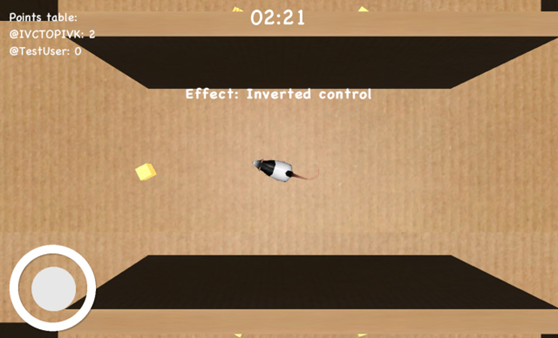 Points table:
@IVCTOPIVK: 2
@TestUser: 0
02:21
Effect: Inverted control